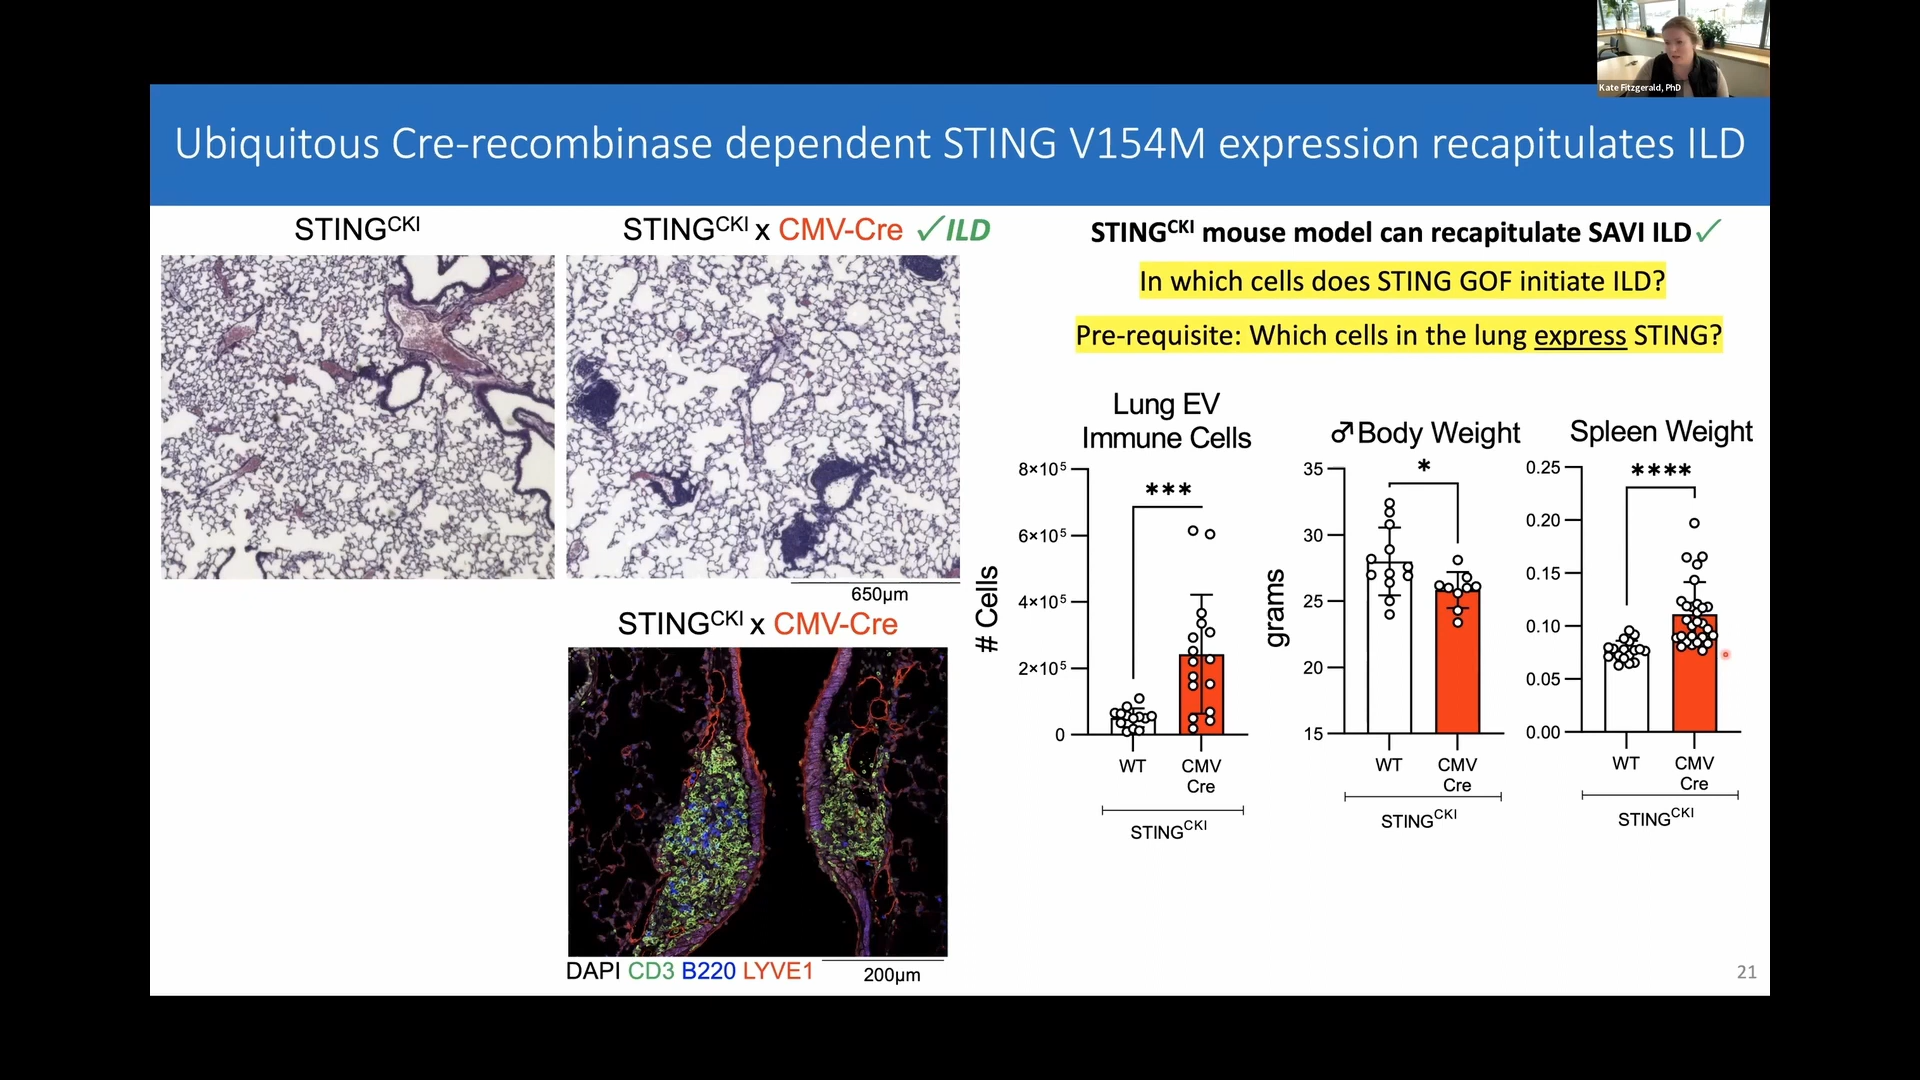 Kate Fitzgerald, PhD
Ubiquitous Cre-recombinase dependent STING V154M expression recapitulates ILD
STINGᶜᴷᴵ
STINGᶜᴷᴵ x CMV-Cre ✓ILD
650µm
STINGᶜᴷᴵ x CMV-Cre
DAPI CD3 B220 LYVE1
200µm
STINGᶜᴷᴵ mouse model can recapitulate SAVI ILD✓
In which cells does STING GOF initiate ILD?
Pre-requisite: Which cells in the lung express STING?
Lung EV
Immune Cells
# Cells
8×10⁵
6×10⁵
4×10⁵
2×10⁵
0
***
WT
CMV
Cre
STINGᶜᴷᴵ
♂Body Weight
grams
35
30
25
20
15
*
WT
CMV
Cre
STINGᶜᴷᴵ
Spleen Weight
0.25
0.20
0.15
0.10
0.05
0.00
****
WT
CMV
Cre
STINGᶜᴷᴵ
21